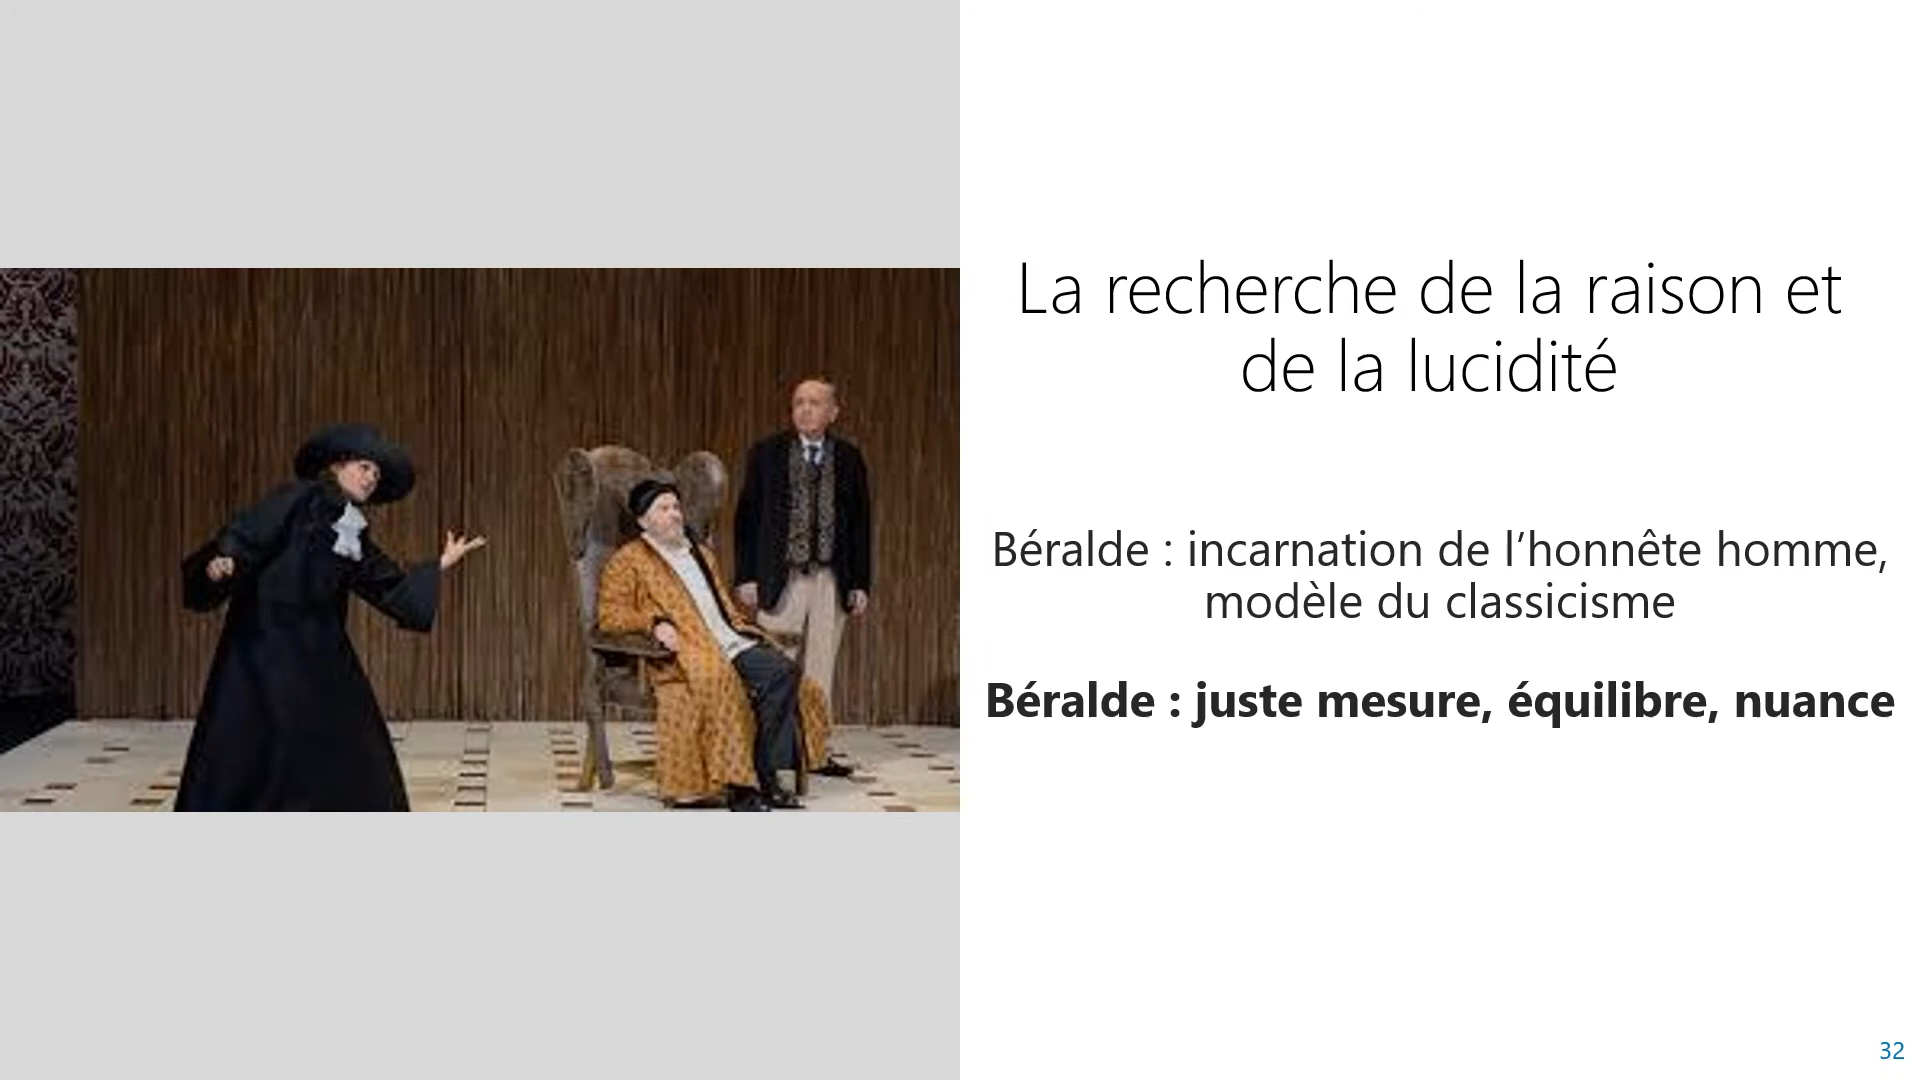 La recherche de la raison et
de la lucidité
Béralde : incarnation de l’honnête homme,
modèle du classicisme
Béralde : juste mesure, équilibre, nuance
32